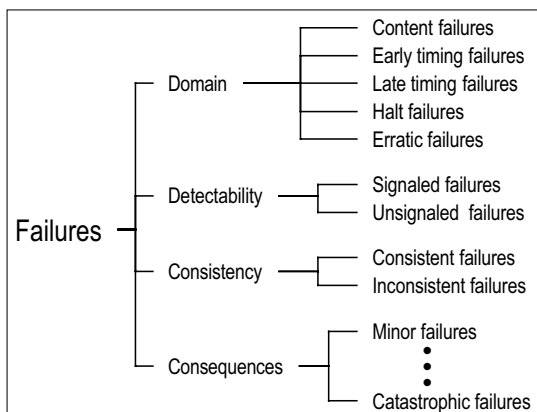 Content failures
Early timing failures
Domain
Late timing failures
Halt failures
Erratic failures
Signaled failures
Detectability
Unsignaled failures
Failures
Consistent failures
Consistency
Inconsistent failures
Minor failures
Consequences
Catastrophic failures